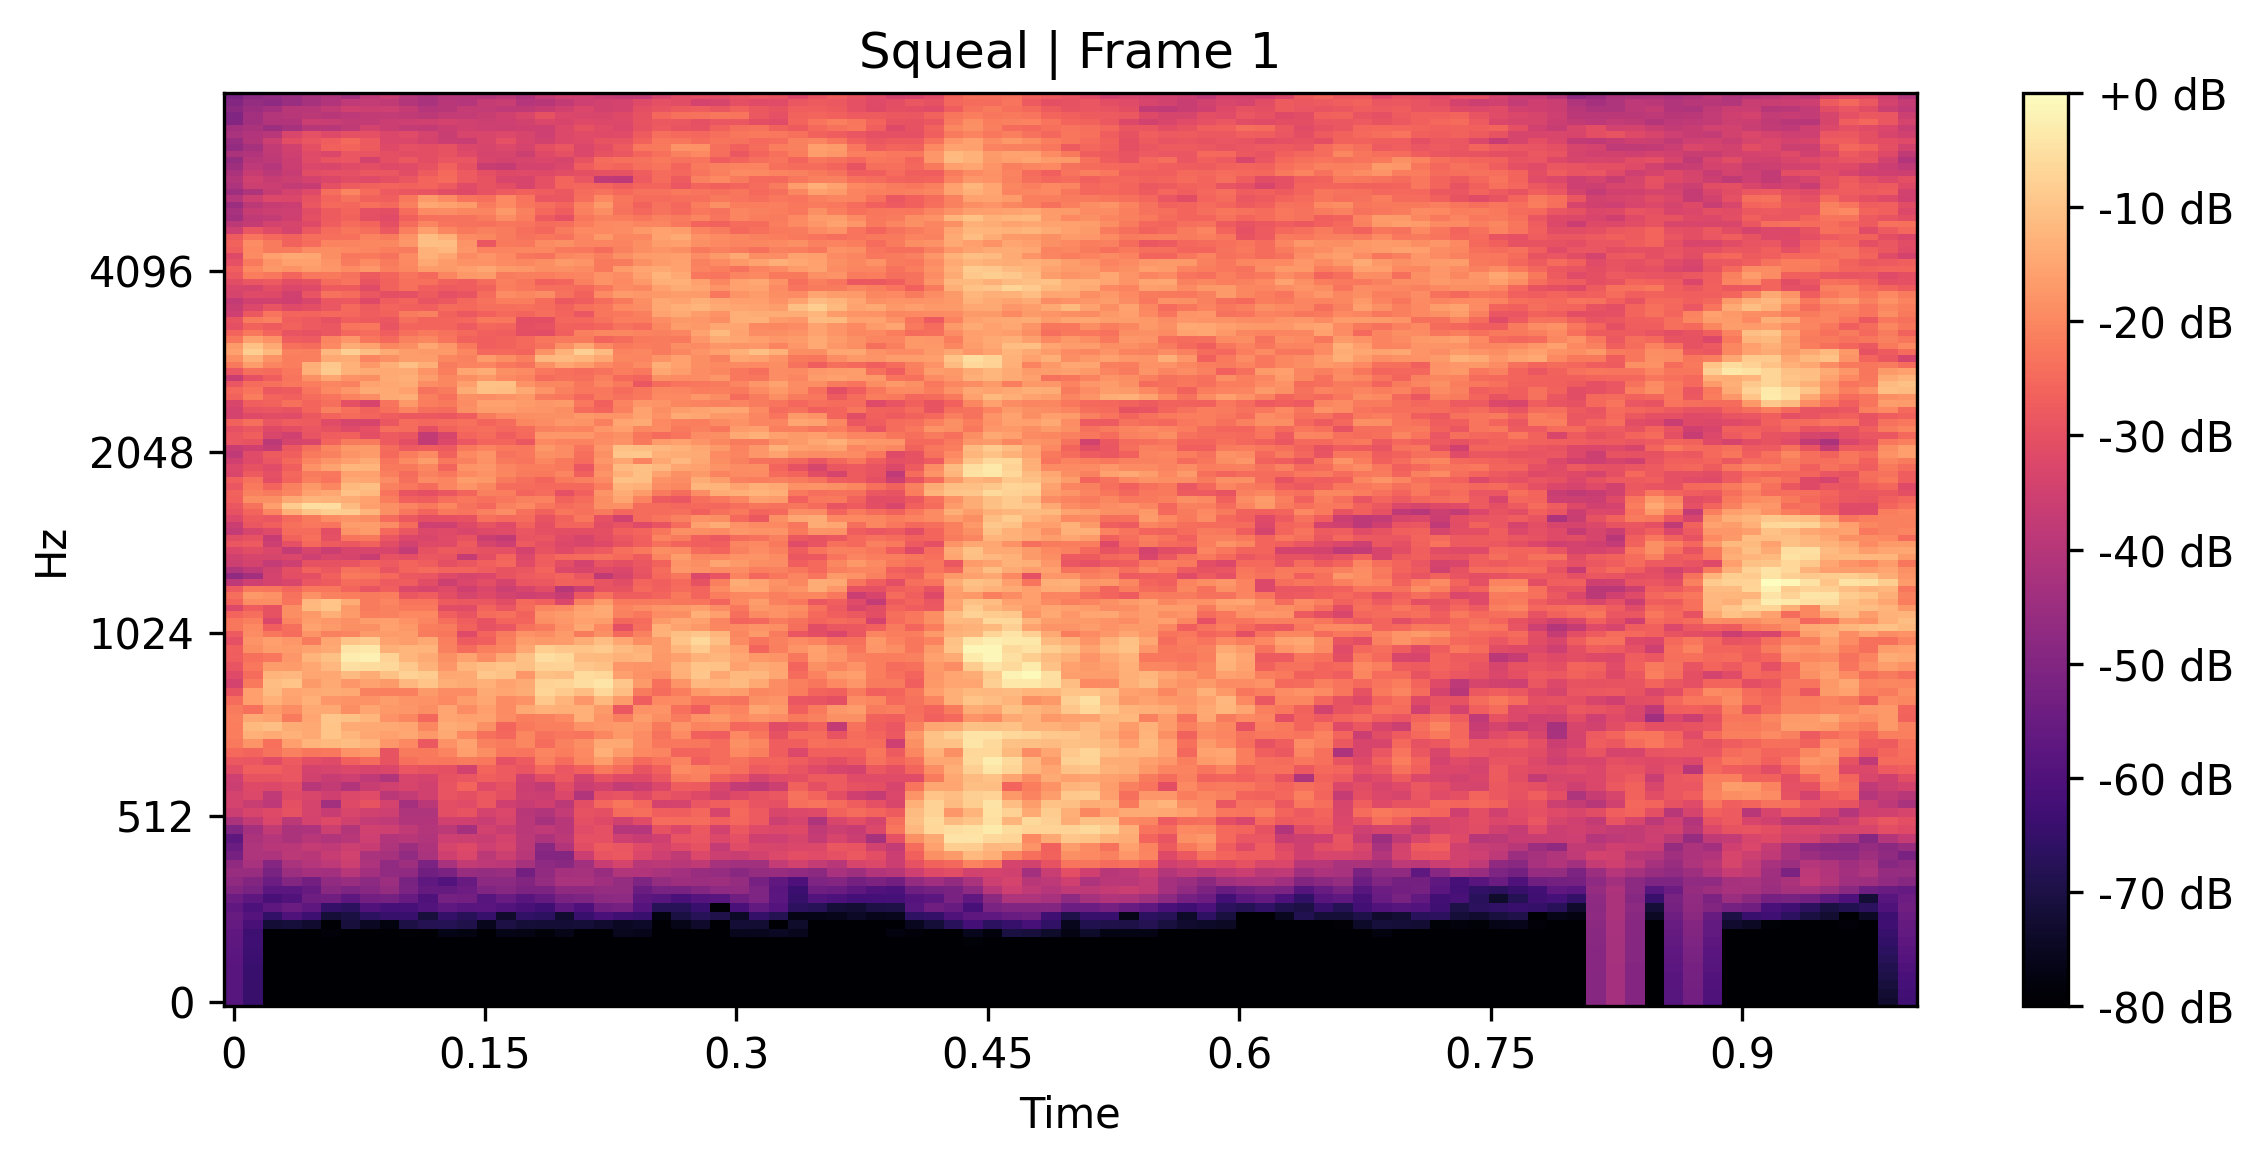 Squeal | Frame 1
Hz
4096
2048
1024
512
0
0 0.15 0.3 0.45 0.6 0.75 0.9
Time
+0 dB
-10 dB
-20 dB
-30 dB
-40 dB
-50 dB
-60 dB
-70 dB
-80 dB